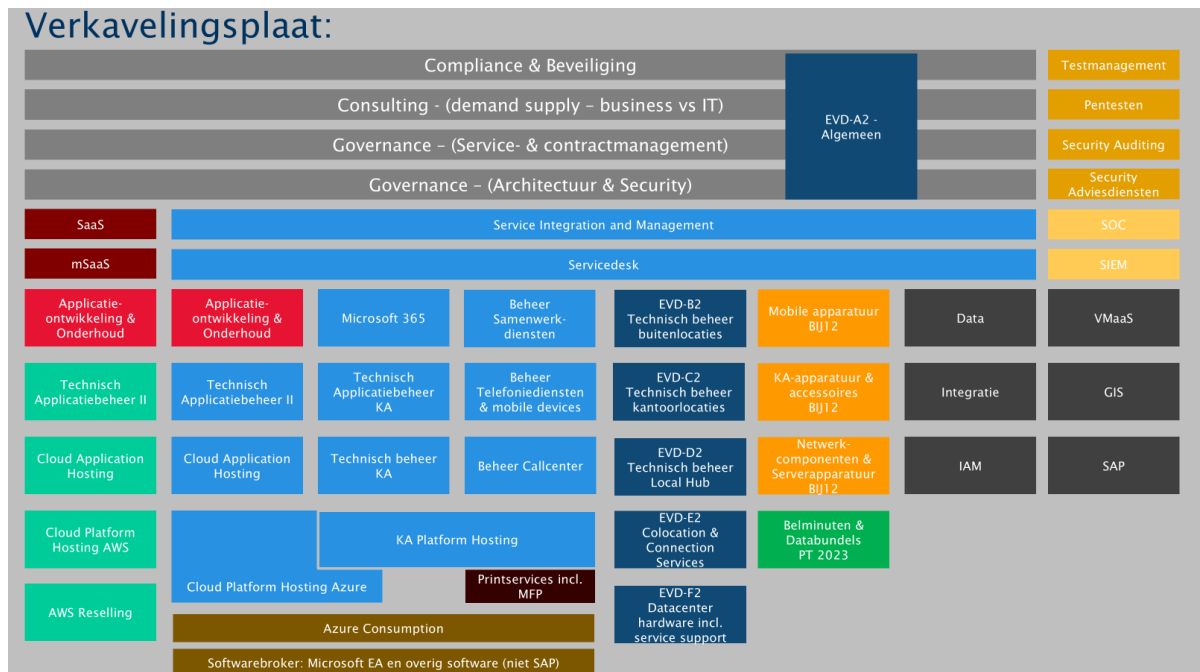 Verkavelingsplaat:
Compliance & Beveiliging
Consulting - (demand supply – business vs IT)
Governance – (Service- & contractmanagement)
Governance – (Architectuur & Security)
EVD-A2 -
Algemeen
Testmanagement
Pentesten
Security Auditing
Security
Adviesdiensten
SaaS
Service Integration and Management
SOC
mSaaS
Servicedesk
SIEM
Applicatie-
ontwikkeling &
Onderhoud
Applicatie-
ontwikkeling &
Onderhoud
Microsoft 365
Beheer
Samenwerk-
diensten
EVD-B2
Technisch beheer
buitenlocaties
Mobile apparatuur
BIJ12
Data
VMaaS
Technisch
Applicatiebeheer II
Technisch
Applicatiebeheer II
Technisch
Applicatiebeheer
KA
Beheer
Telefoniediensten
& mobile devices
EVD-C2
Technisch beheer
kantoorlocaties
KA-apparatuur &
accessoires
BIJ12
Integratie
GIS
Cloud Application
Hosting
Cloud Application
Hosting
Technisch beheer
KA
Beheer Callcenter
EVD-D2
Technisch beheer
Local Hub
Netwerk-
componenten &
Serverapparatuur
BIJ12
IAM
SAP
Cloud Platform
Hosting AWS
KA Platform Hosting
EVD-E2
Colocation &
Connection
Services
Belminuten &
Databundels
PT 2023
Cloud Platform Hosting Azure
Printservices incl.
MFP
AWS Reselling
EVD-F2
Datacenter
hardware incl.
service support
Azure Consumption
Softwarebroker: Microsoft EA en overig software (niet SAP)